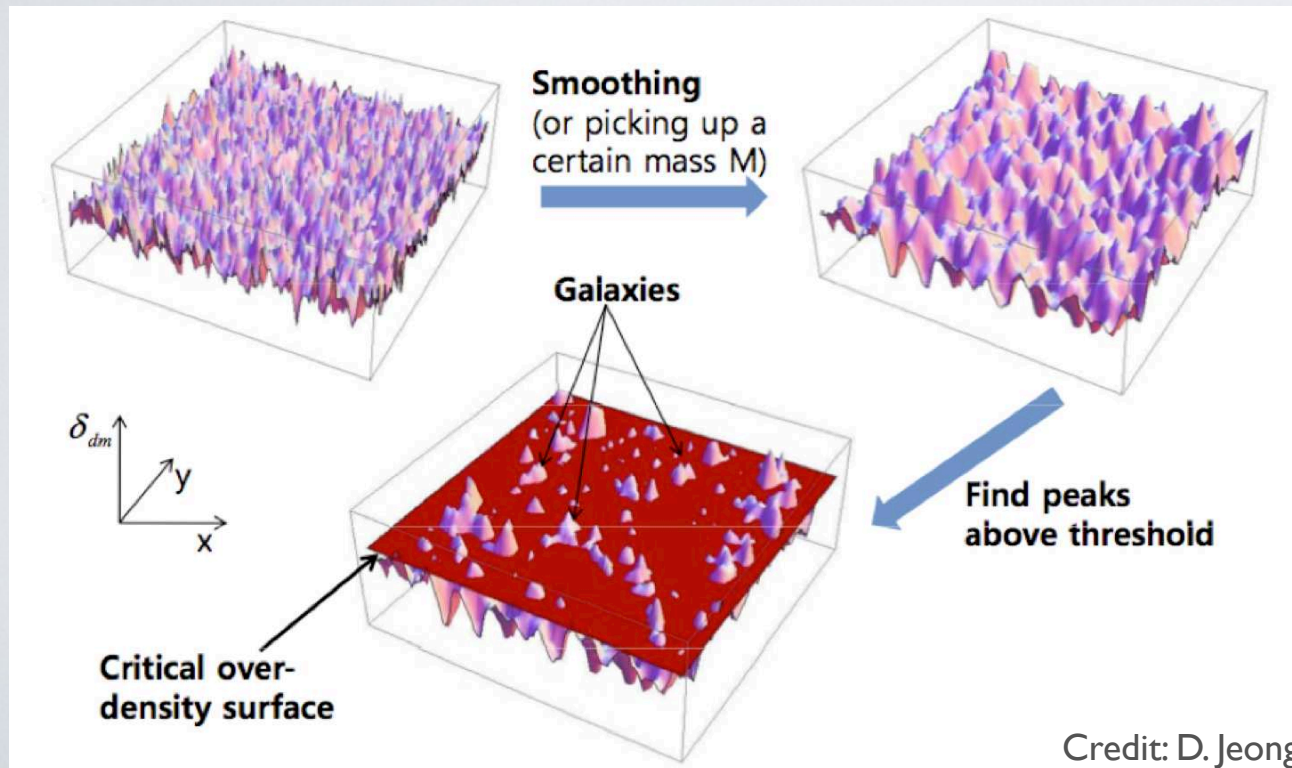 Smoothing
(or picking up a
certain mass M)
Galaxies
δdm
y
x
Find peaks
above threshold
Critical over-
density surface
Credit: D. Jeong